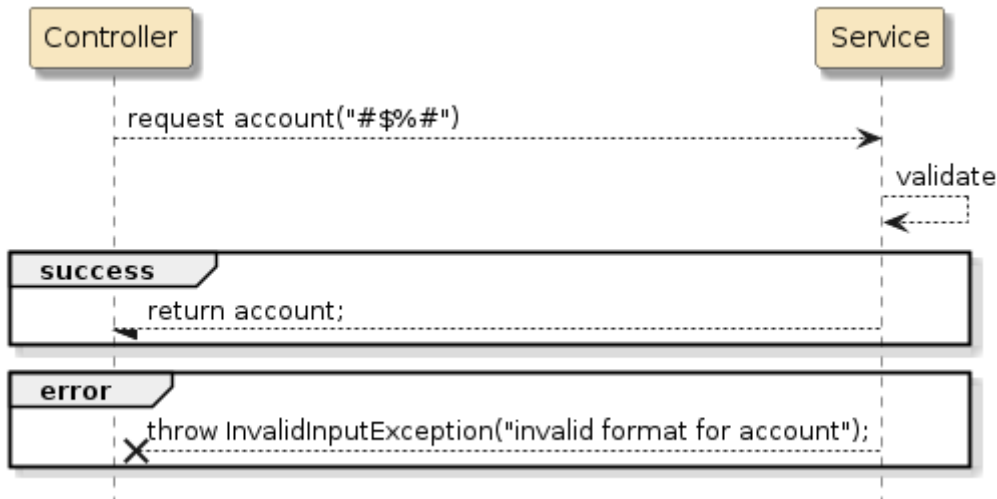 Controller
Service
request account("#$%#")
validate
success
return account;
error
throw InvalidInputException("invalid format for account");